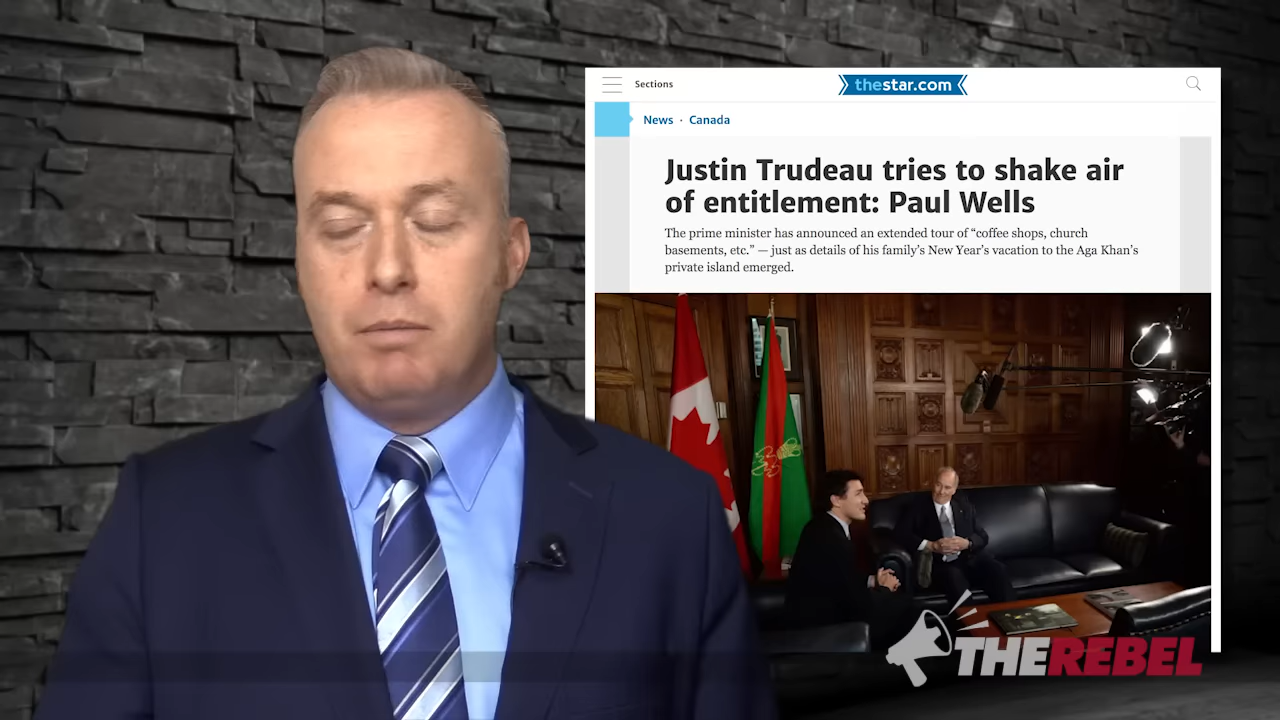 Sections
thestar.com
News · Canada
Justin Trudeau tries to shake air
of entitlement: Paul Wells
The prime minister has announced an extended tour of “coffee shops, church
basements, etc.” — just as details of his family’s New Year’s vacation to the Aga Khan’s
private island emerged.
THEREBEL